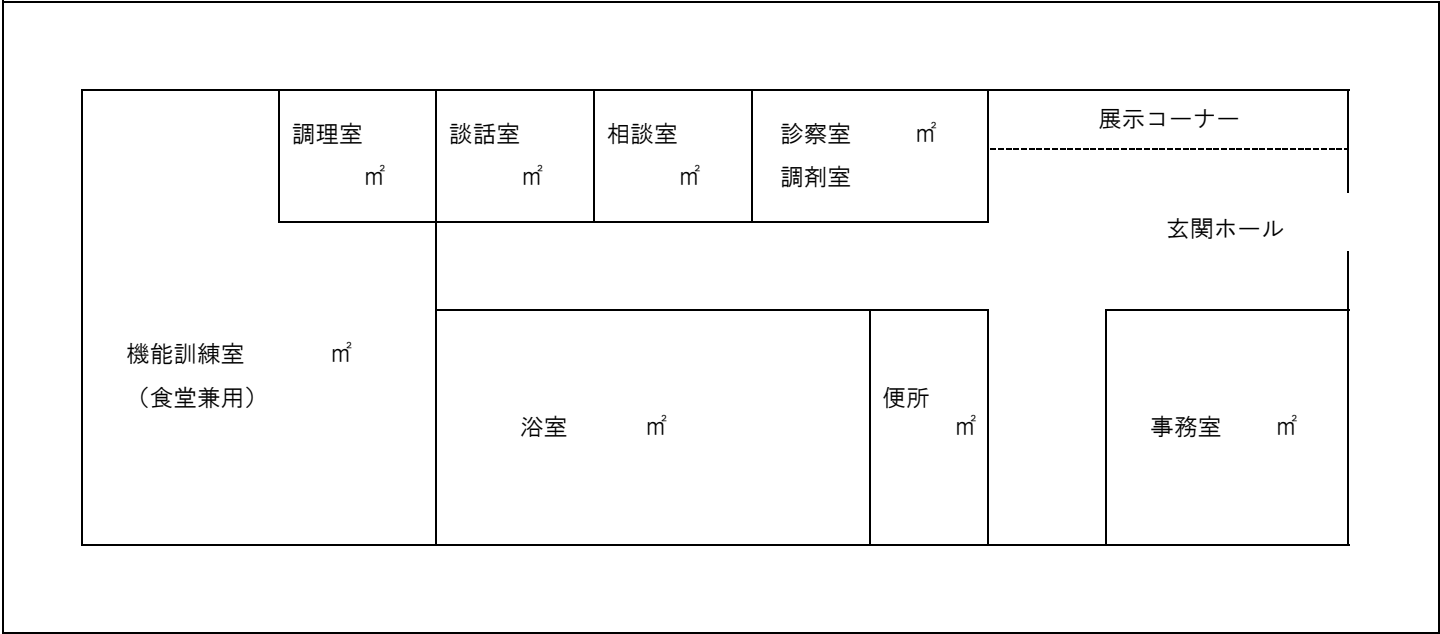 調理室
㎡
談話室
㎡
相談室
㎡
診察室 ㎡
調剤室
展示コーナー
玄関ホール
機能訓練室 ㎡
（食堂兼用）
浴室 ㎡
便所
㎡
事務室 ㎡